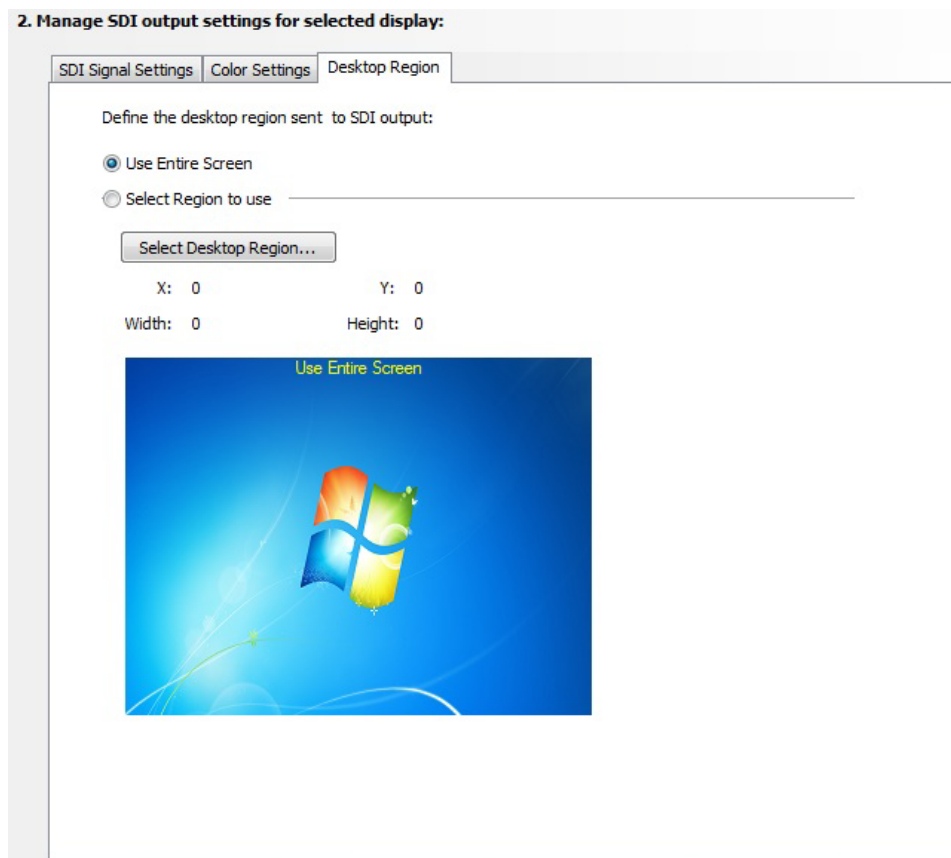 2. Manage SDI output settings for selected display:
SDI Signal Settings Color Settings Desktop Region
Define the desktop region sent to SDI output:
Use Entire Screen
Select Region to use
Select Desktop Region...
X: 0 Y: 0
Width: 0 Height: 0
Use Entire Screen